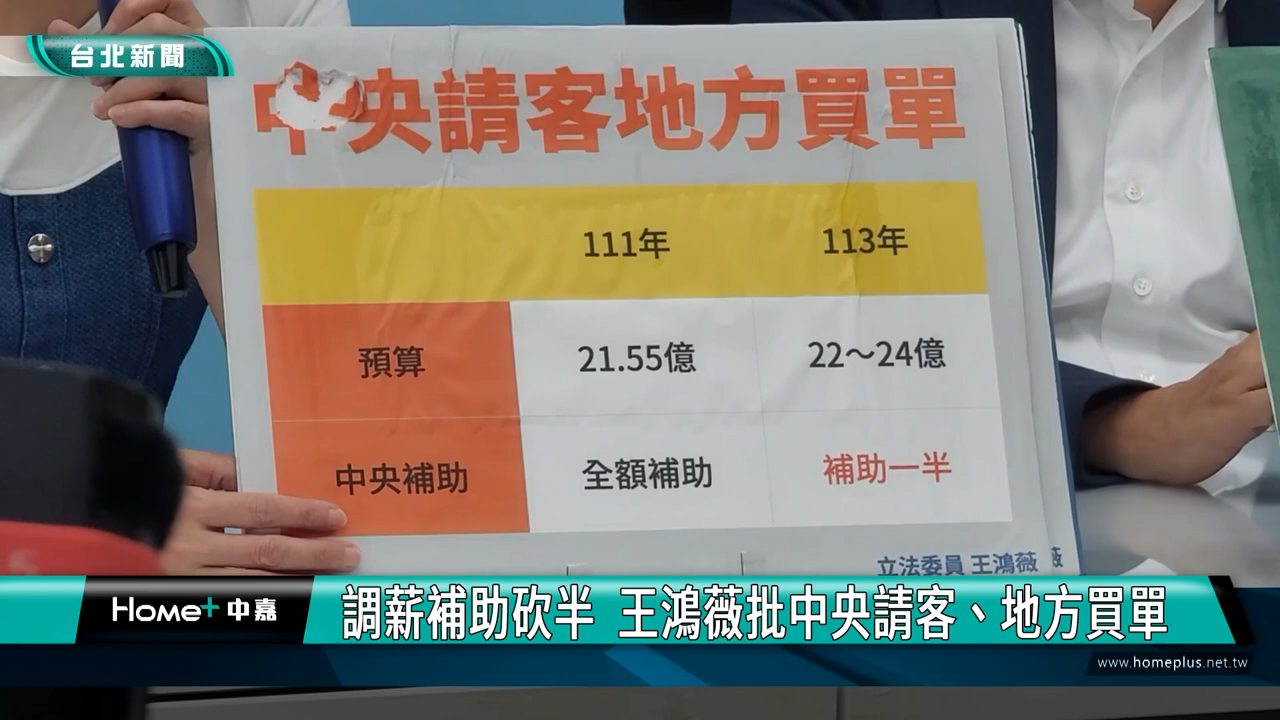 台北新聞
中央請客地方買單
111年 113年
預算 21.55億 22～24億
中央補助 全額補助 補助一半
立法委員 王鴻薇 薇
Home+中嘉
調薪補助砍半 王鴻薇批中央請客、地方買單
www.homeplus.net.tw